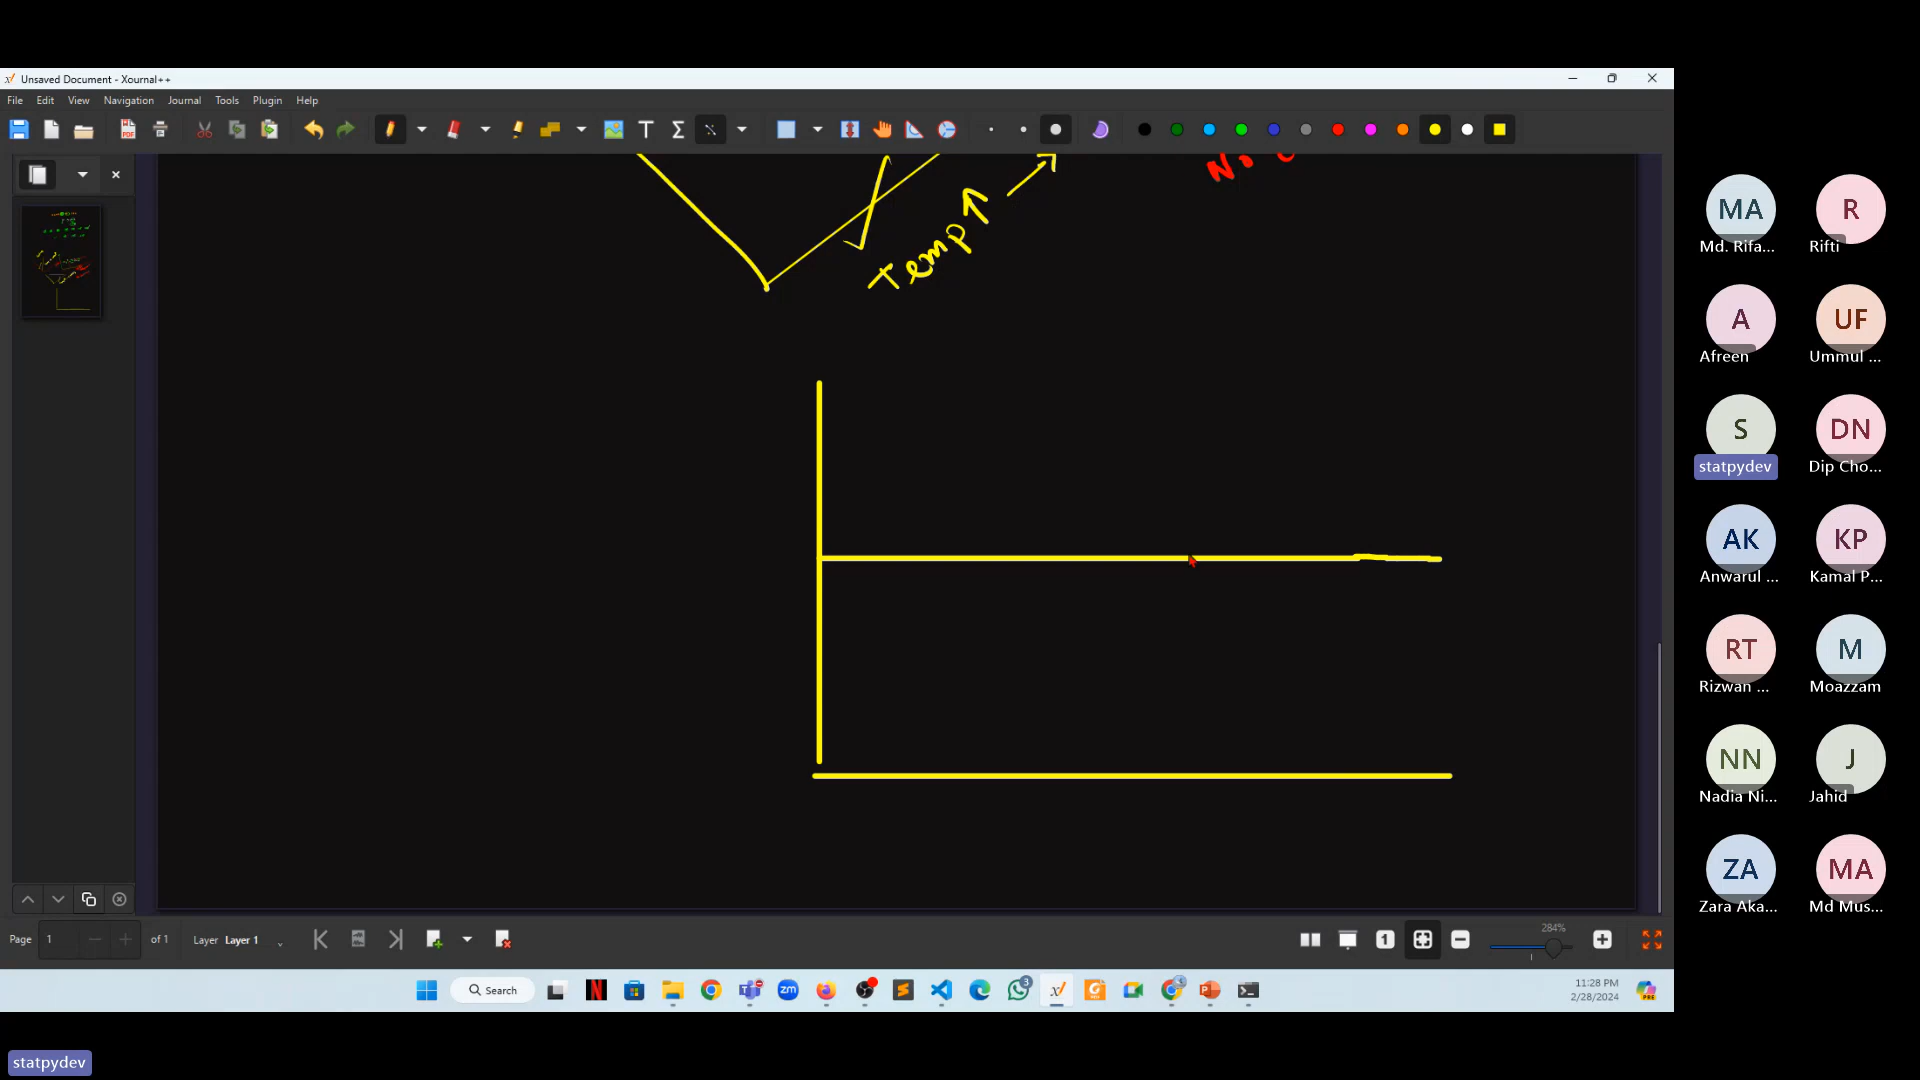 Unsaved Document - Xournal++
File Edit View Navigation Journal Tools Plugin Help
Temp
MA R
Md. Rifa... Rifti
A UF
Afreen Ummul ...
S DN
statpydev Dip Cho...
AK KP
Anwarul ... Kamal P...
RT M
Rizwan ... Moazzam
NN J
Nadia Ni... Jahid
ZA MA
Zara Aka... Md Mus...
Page 1 of 1 Layer Layer 1 284%
Search
11:28 PM
2/28/2024
statpydev